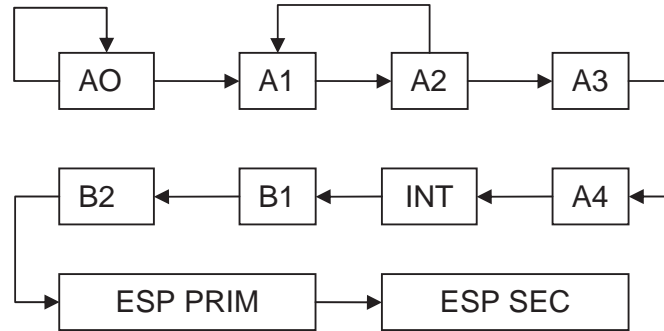 AO A1 A2 A3
B2 B1 INT A4
ESP PRIM ESP SEC